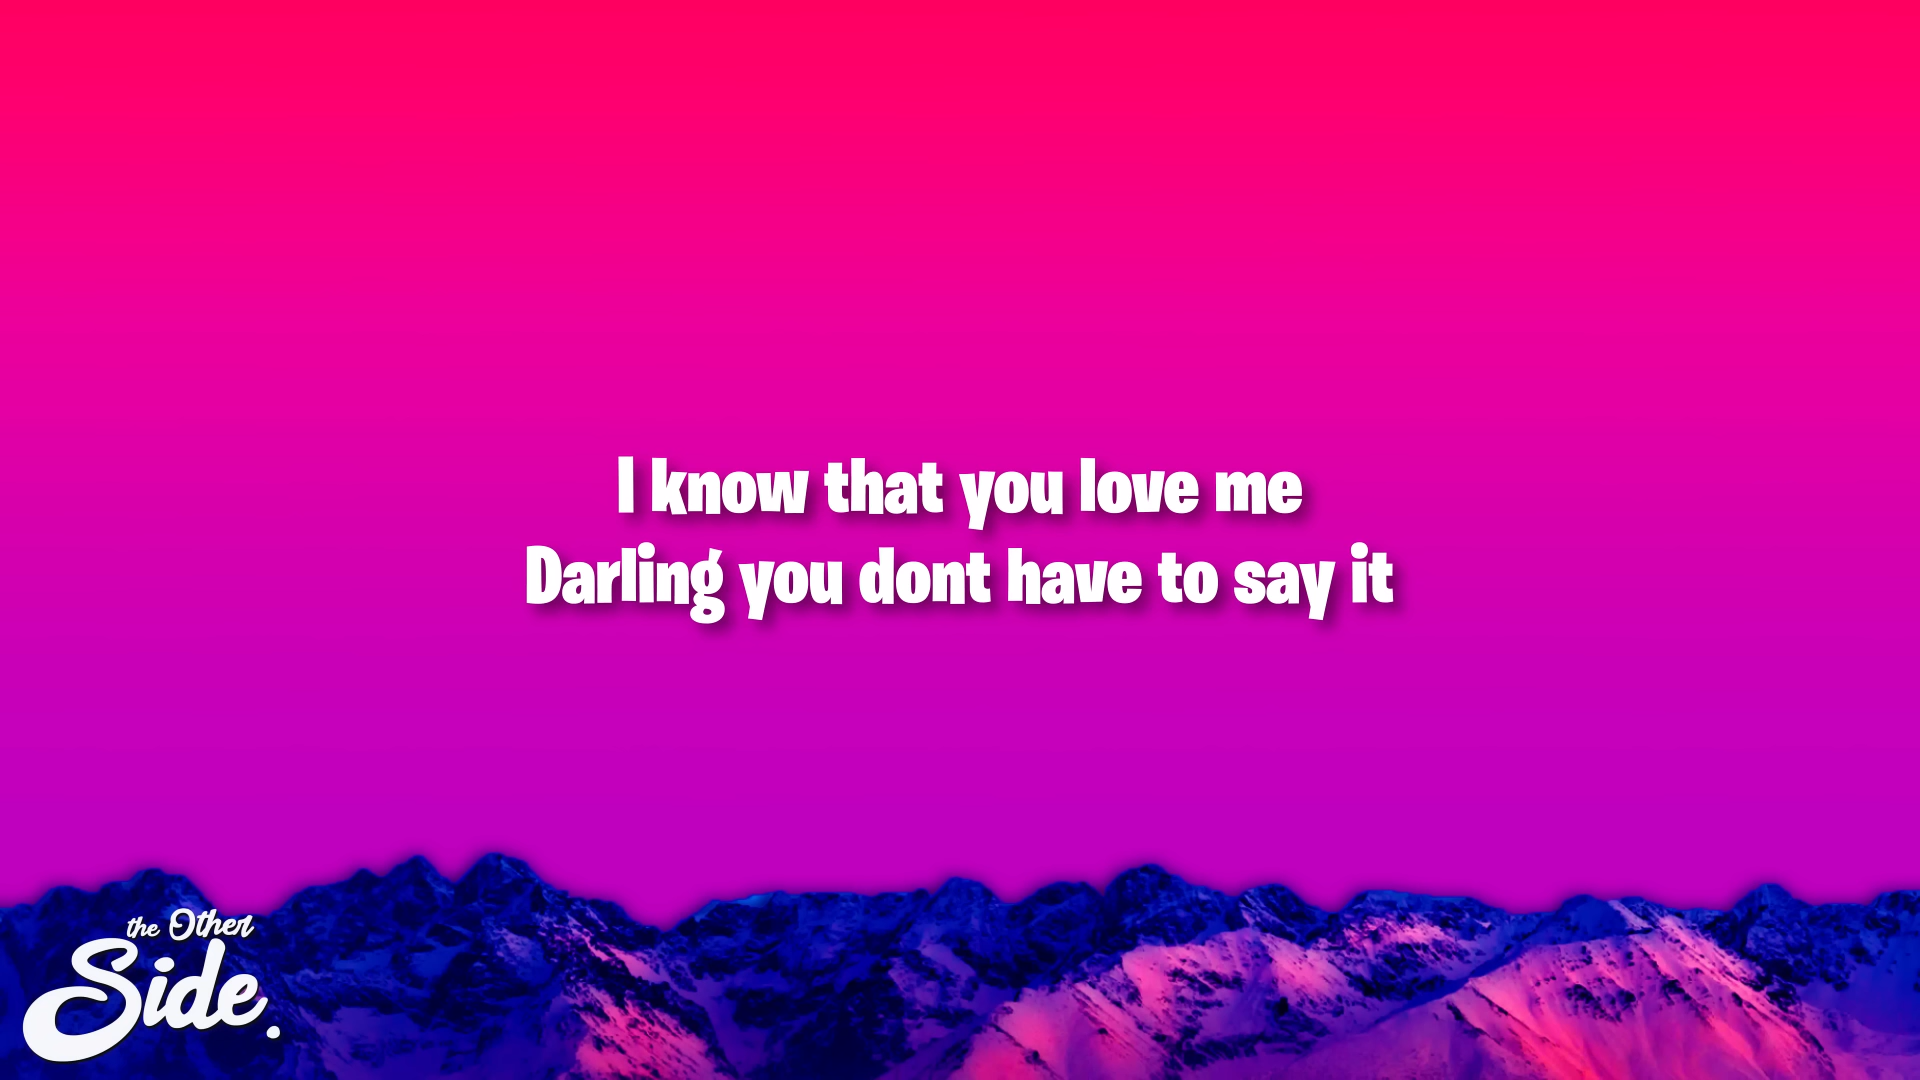 I know that you love me
Darling you dont have to say it
the Other
Side.